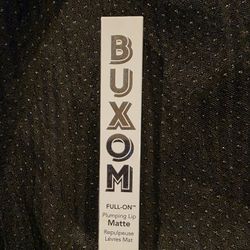 BUXOM
FULL-ON™
Plumping Lip
Matte
Repulpeuse
Lèvres Mat